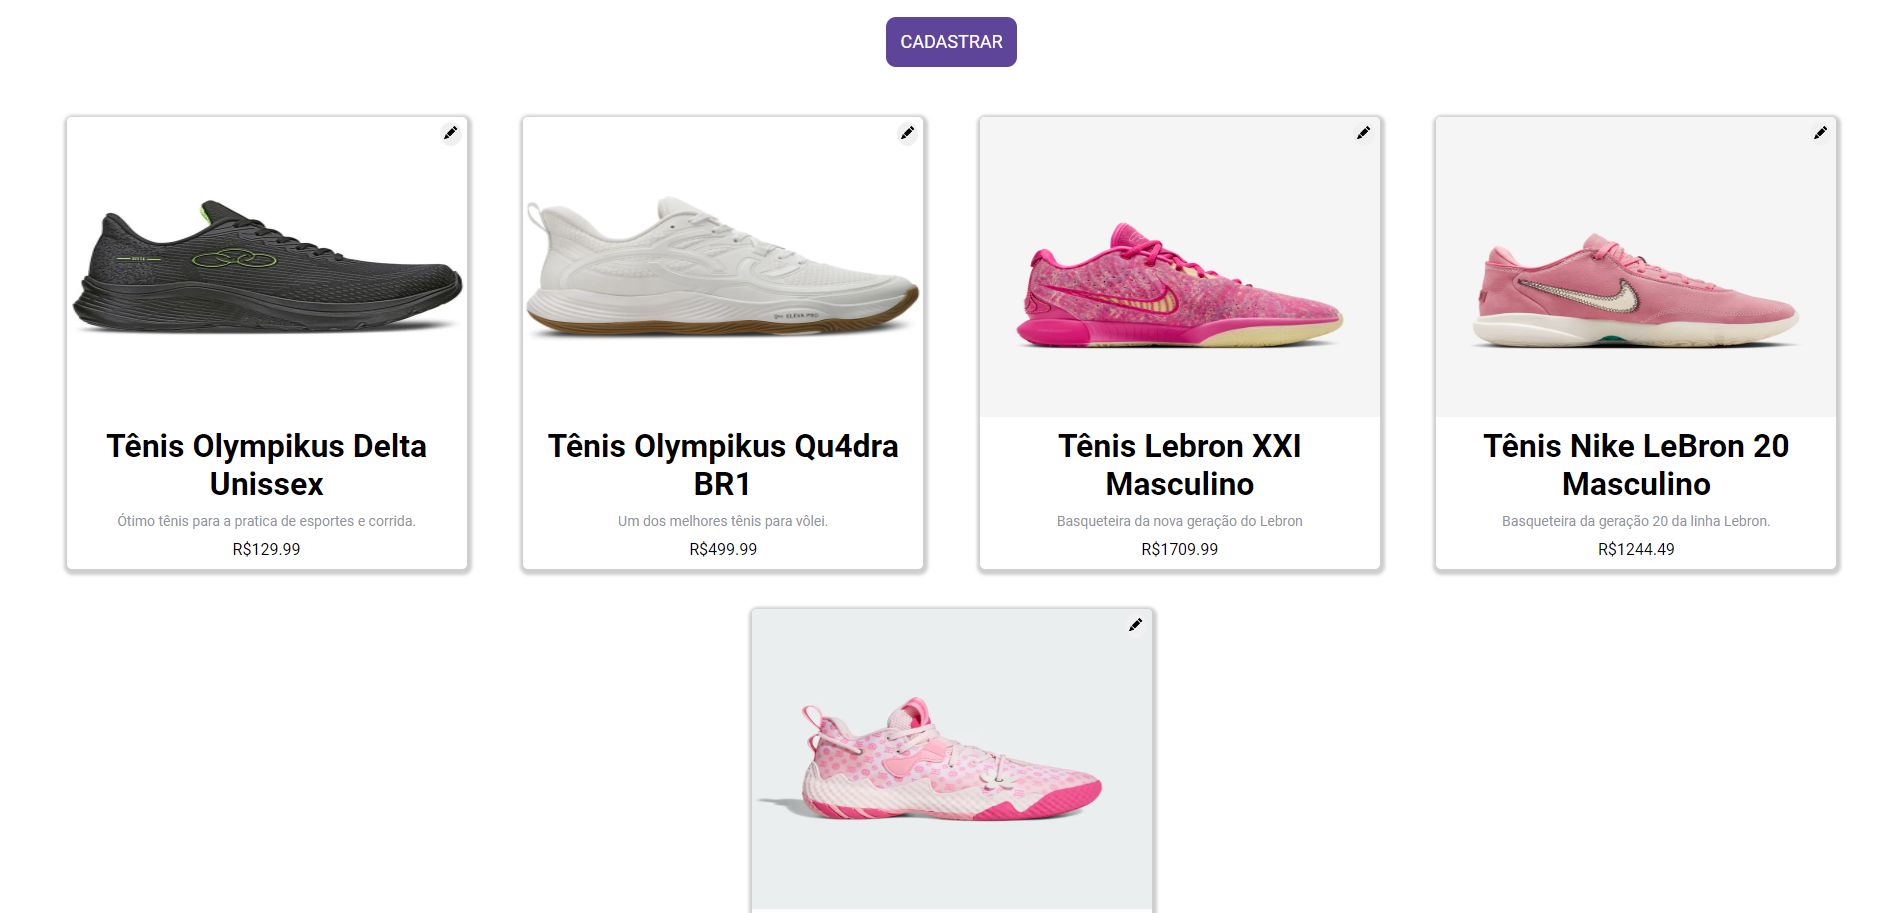 CADASTRAR
Tênis Olympikus Delta
Unissex
Ótimo tênis para a pratica de esportes e corrida.
R$129.99
Tênis Olympikus Qu4dra
BR1
Um dos melhores tênis para vôlei.
R$499.99
Tênis Lebron XXI
Masculino
Basqueteira da nova geração do Lebron
R$1709.99
Tênis Nike LeBron 20
Masculino
Basqueteira da geração 20 da linha Lebron.
R$1244.49